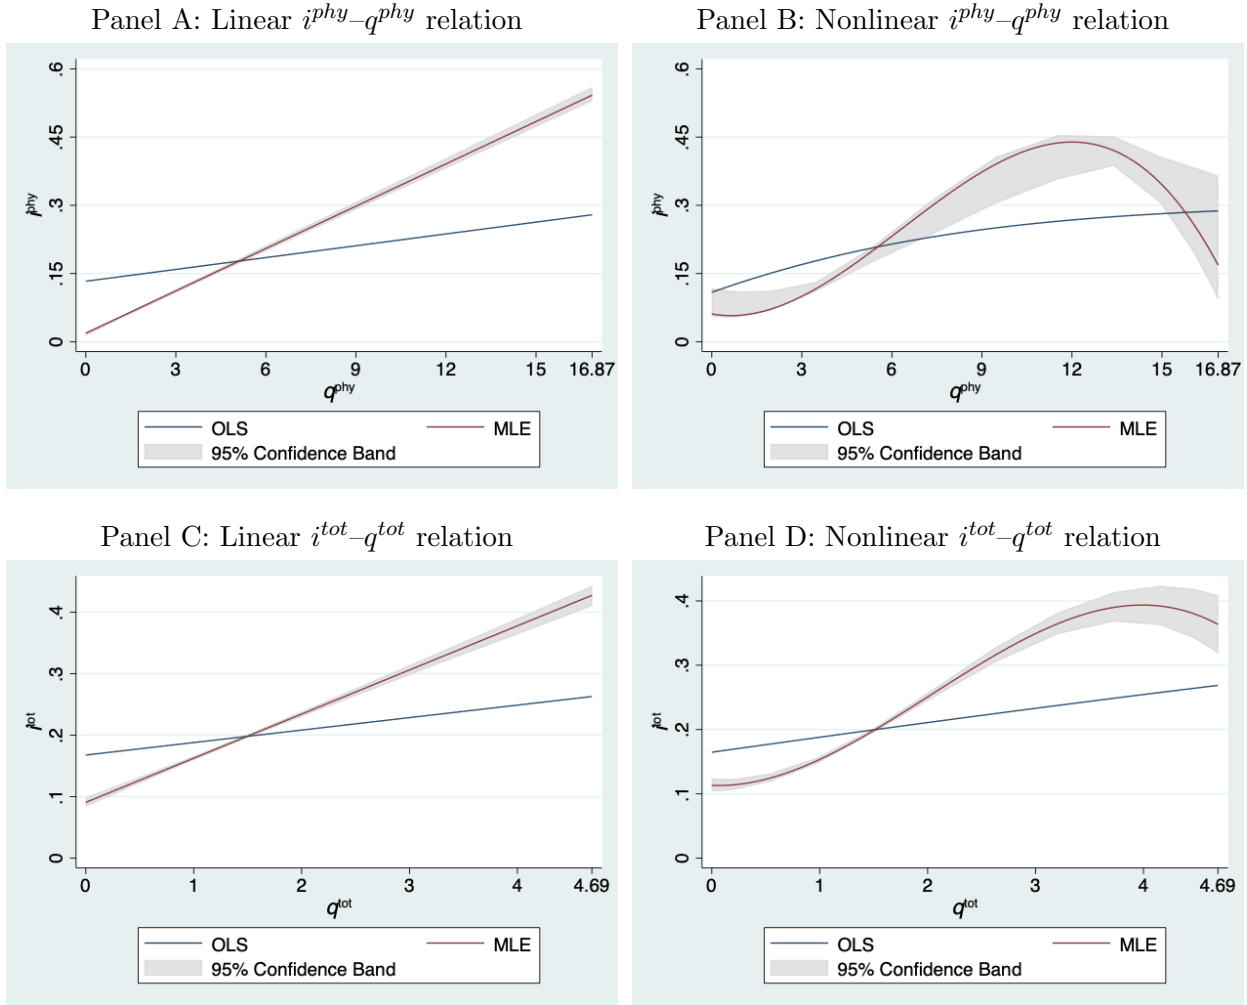 Panel A: Linear i^phy–q^phy relation
.6
.45
.3
.15
0
i^phy
0 3 6 9 12 15 16.87
q^phy
OLS MLE
95% Confidence Band
Panel B: Nonlinear i^phy–q^phy relation
.6
.45
.3
.15
0
i^phy
0 3 6 9 12 15 16.87
q^phy
OLS MLE
95% Confidence Band
Panel C: Linear i^tot–q^tot relation
.4
.3
.2
.1
0
i^tot
0 1 2 3 4 4.69
q^tot
OLS MLE
95% Confidence Band
Panel D: Nonlinear i^tot–q^tot relation
.4
.3
.2
.1
0
i^tot
0 1 2 3 4 4.69
q^tot
OLS MLE
95% Confidence Band